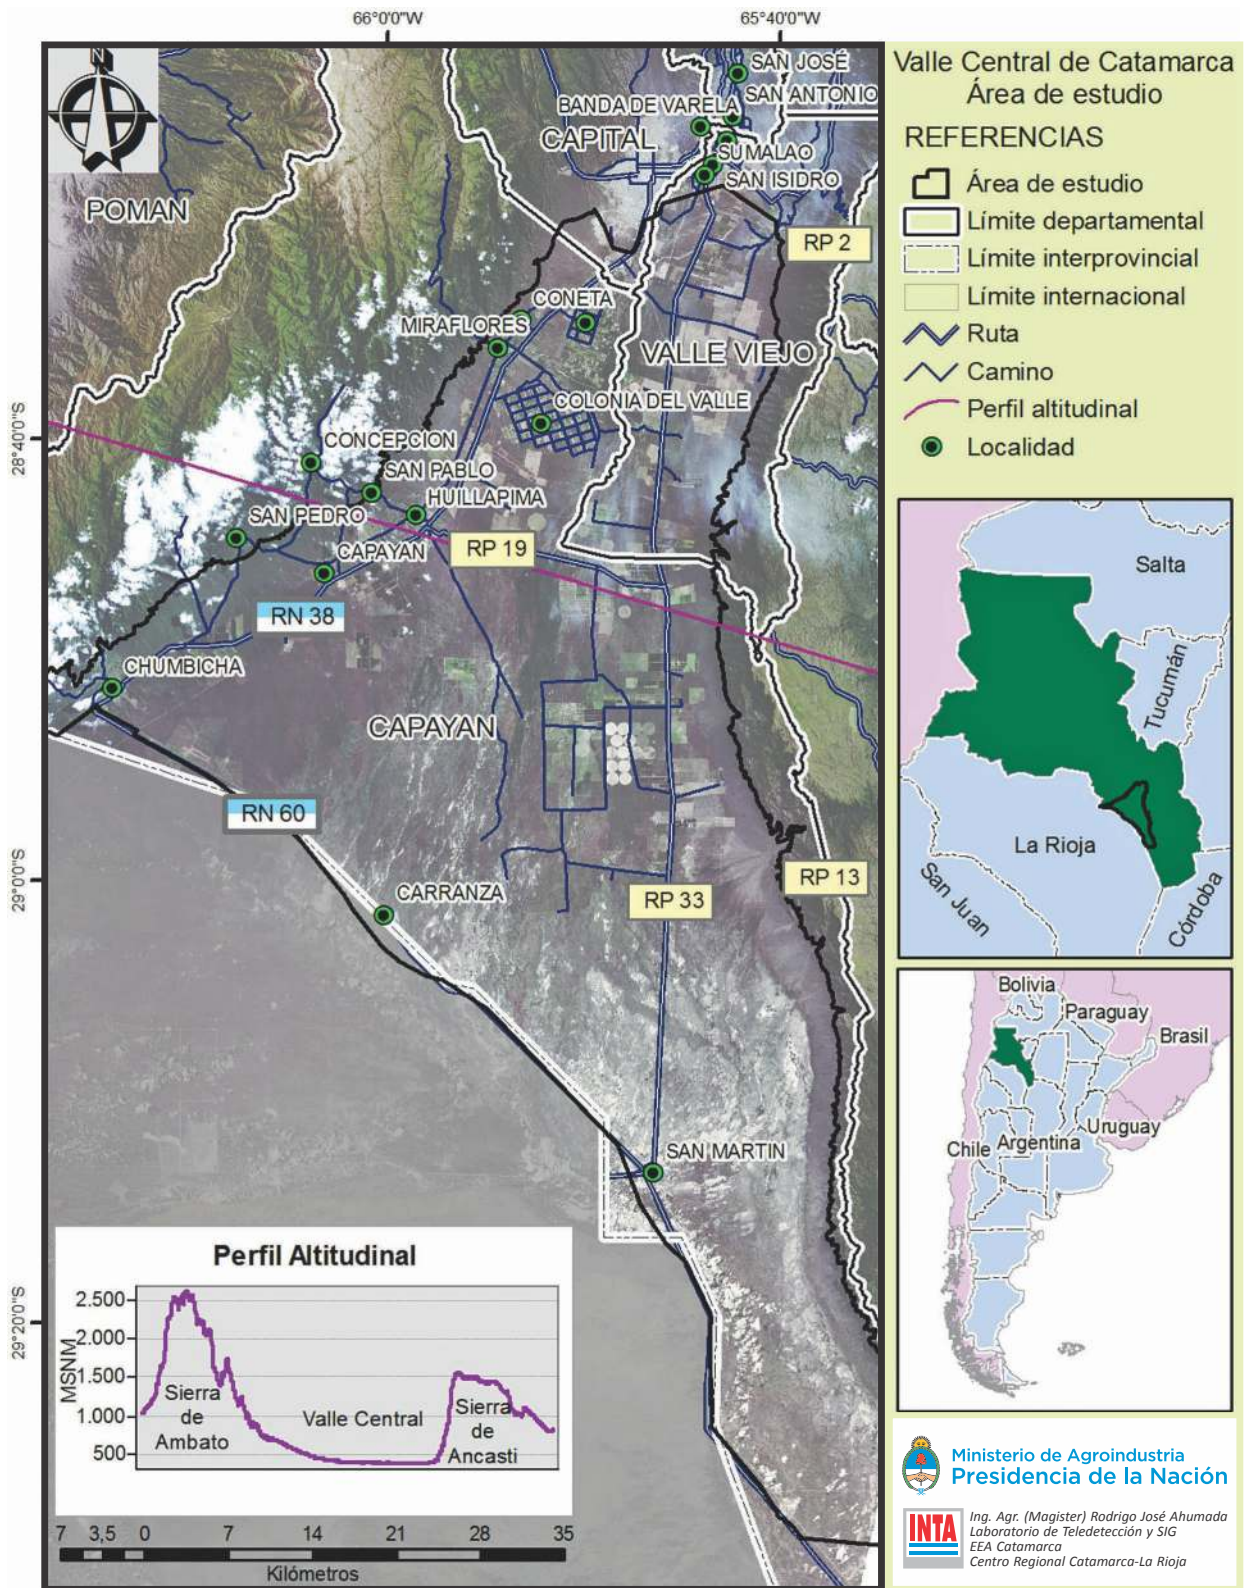 66°0'0"W
65°40'0"W
N
SAN JOSÉ
SAN ANTONIO
BANDA DE VARELA
CAPITAL
SUMALAO
SAN ISIDRO
POMAN
RP 2
CONETA
MIRAFLORES
VALLE VIEJO
COLONIA DEL VALLE
28°40'0"S
CONCEPCION
SAN PABLO
HUILLAPIMA
SAN PEDRO
CAPAYAN
RP 19
RN 38
CHUMBICHA
CAPAYAN
RN 60
29°0'0"S
RP 13
CARRANZA
RP 33
SAN MARTIN
29°20'0"S
Perfil Altitudinal
MSNM
2.500
2.000
1.500
1.000
500
Sierra
de
Ambato
Valle Central
Sierra
de
Ancasti
7 3,5 0 7 14 21 28 35
Kilómetros
Valle Central de Catamarca
Área de estudio
REFERENCIAS
Área de estudio
Límite departamental
Límite interprovincial
Límite internacional
Ruta
Camino
Perfil altitudinal
Localidad
Salta
Tucumán
La Rioja
San Juan
Córdoba
Bolivia
Paraguay
Brasil
Uruguay
Chile
Argentina
Ministerio de Agroindustria
Presidencia de la Nación
INTA
Ing. Agr. (Magister) Rodrigo José Ahumada
Laboratorio de Teledetección y SIG
EEA Catamarca
Centro Regional Catamarca-La Rioja